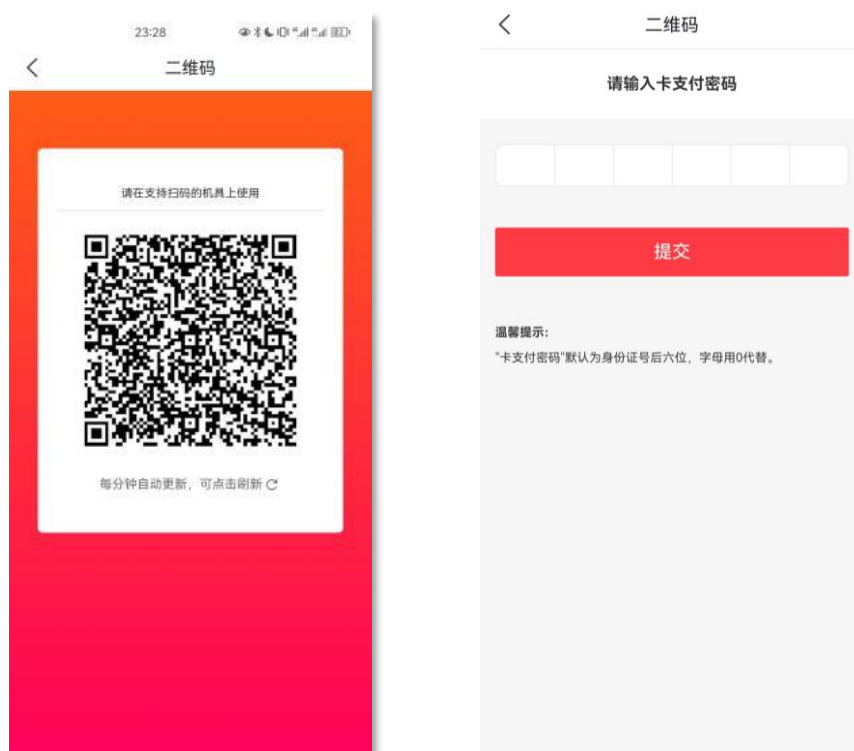 23:28
二维码
请在支持扫码的机具上使用
每分钟自动更新，可点击刷新
二维码
请输入卡支付密码
提交
温馨提示：
"卡支付密码"默认为身份证号后六位，字母用0代替。